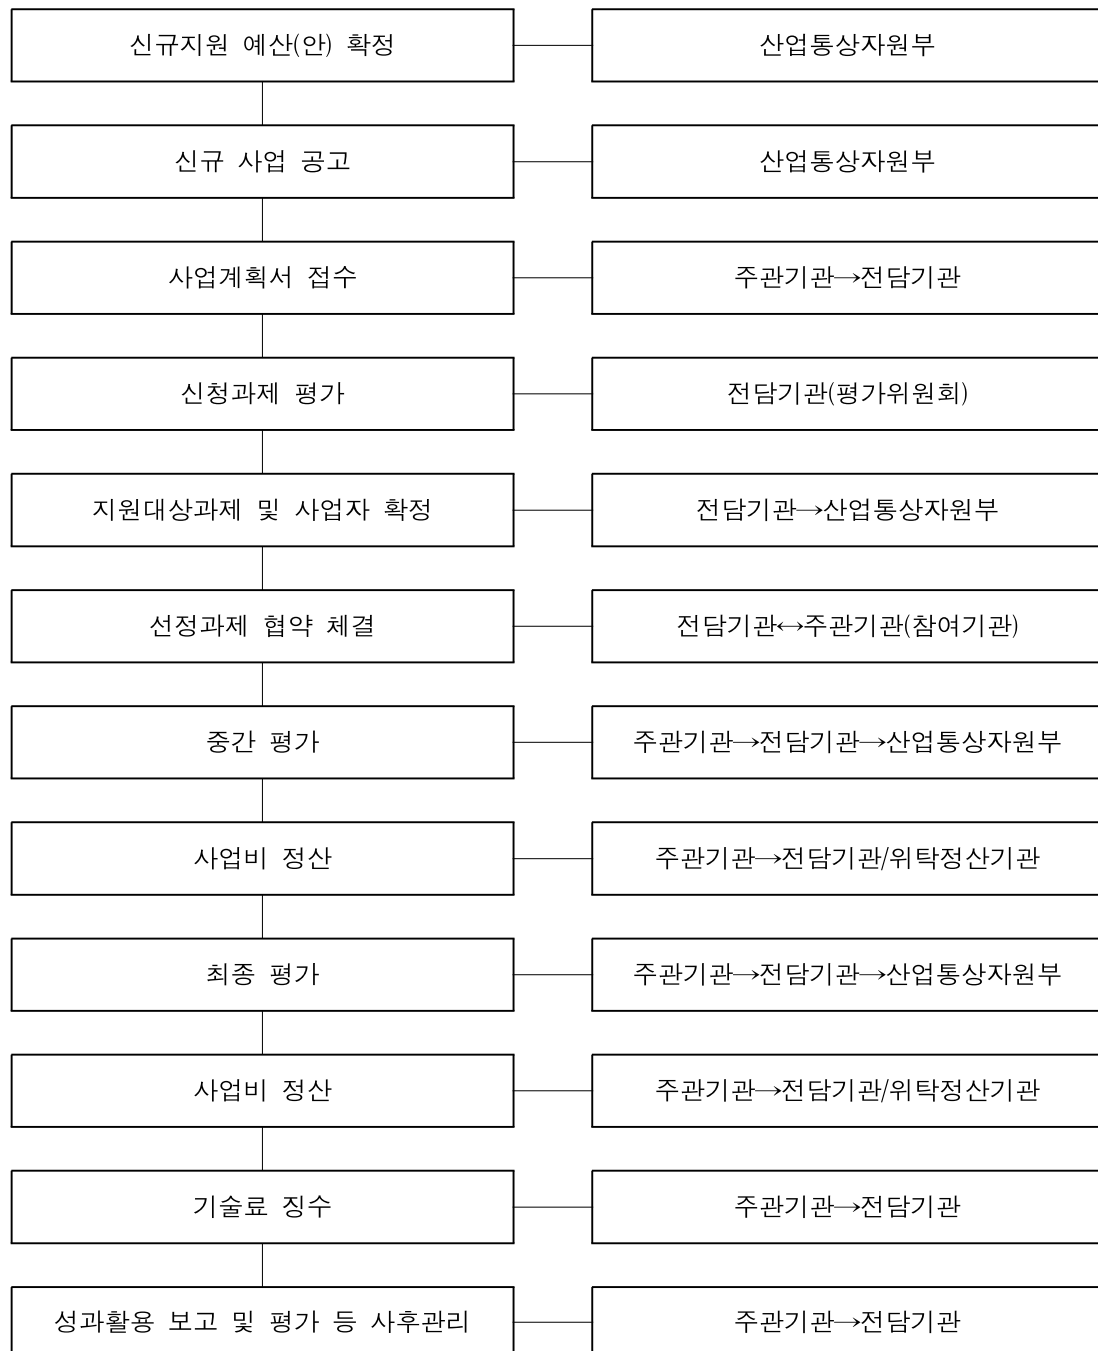 신규지원 예산(안) 확정
산업통상자원부
신규 사업 공고
산업통상자원부
사업계획서 접수
주관기관→전담기관
신청과제 평가
전담기관(평가위원회)
지원대상과제 및 사업자 확정
전담기관→산업통상자원부
선정과제 협약 체결
전담기관↔주관기관(참여기관)
중간 평가
주관기관→전담기관→산업통상자원부
사업비 정산
주관기관→전담기관/위탁정산기관
최종 평가
주관기관→전담기관→산업통상자원부
사업비 정산
주관기관→전담기관/위탁정산기관
기술료 징수
주관기관→전담기관
성과활용 보고 및 평가 등 사후관리
주관기관→전담기관